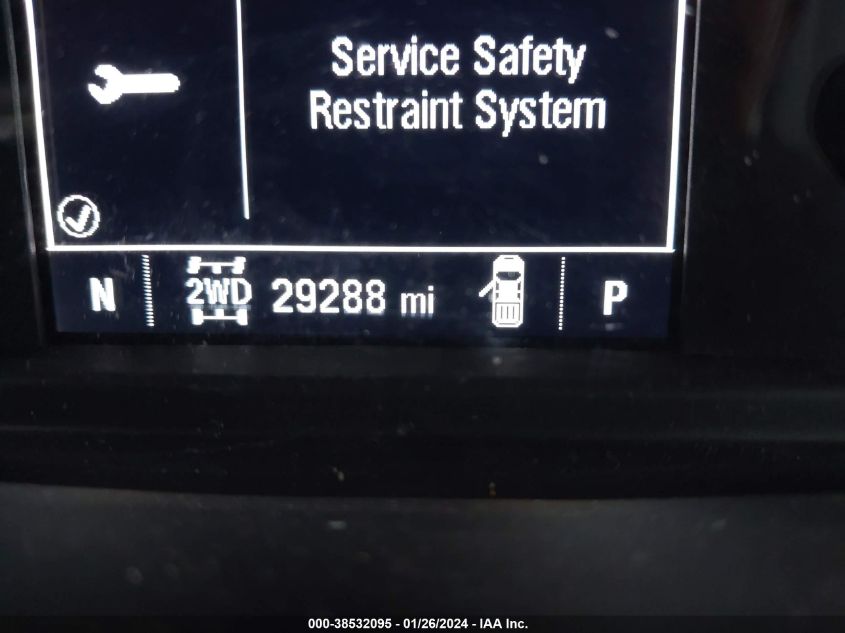 Service Safety
Restraint System
N 2WD 29288 mi P
000-38532095 - 01/26/2024 - IAA Inc.